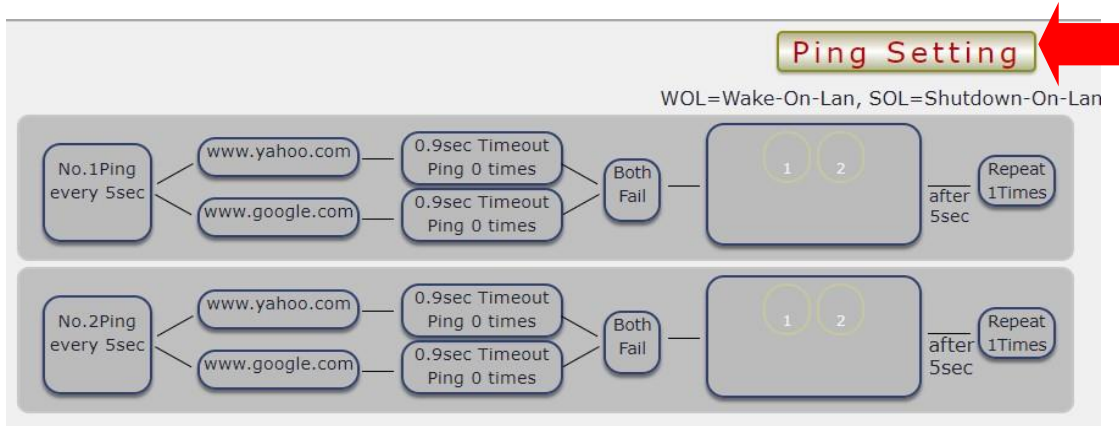 Ping Setting
WOL=Wake-On-Lan, SOL=Shutdown-On-Lan
No.1Ping
every 5sec
www.yahoo.com
www.google.com
0.9sec Timeout
Ping 0 times
0.9sec Timeout
Ping 0 times
Both
Fail
1 2
after
5sec
Repeat
1Times
No.2Ping
every 5sec
www.yahoo.com
www.google.com
0.9sec Timeout
Ping 0 times
0.9sec Timeout
Ping 0 times
Both
Fail
1 2
after
5sec
Repeat
1Times